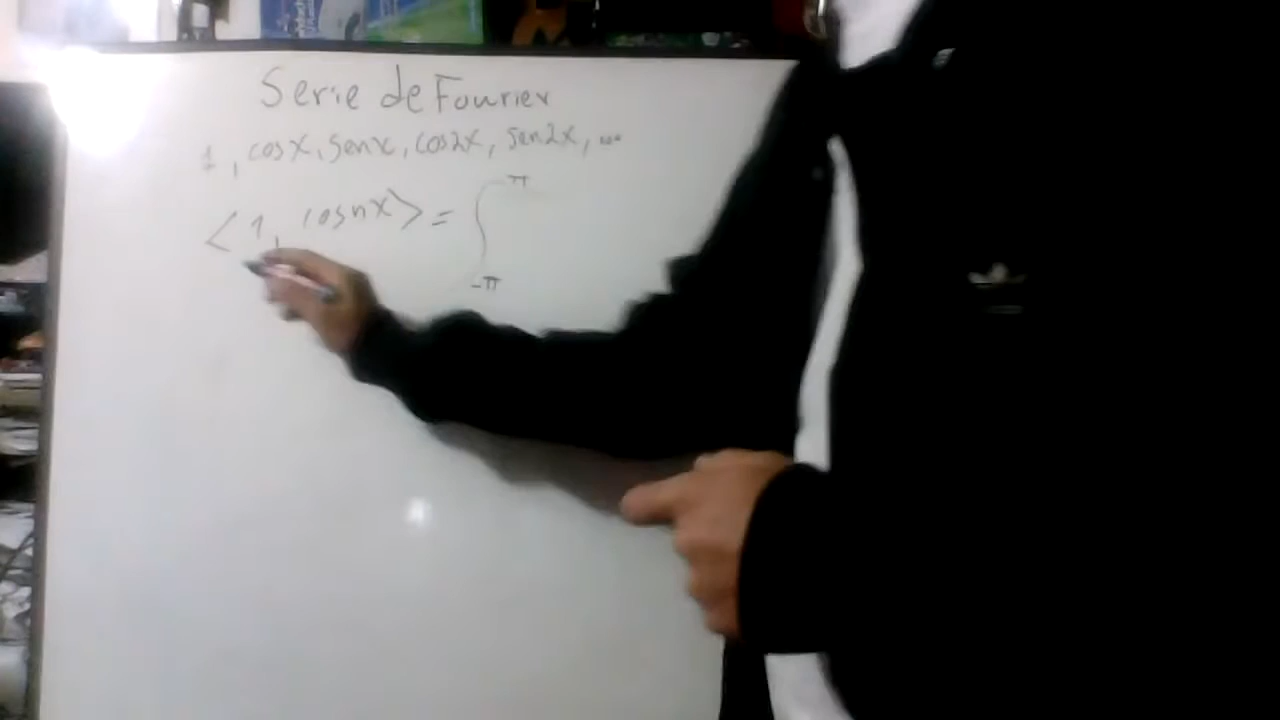 Serie de Fourier
1, cosx, senx, cos2x, sen2x, ...
<1, cosnx> = ∫
π
-π